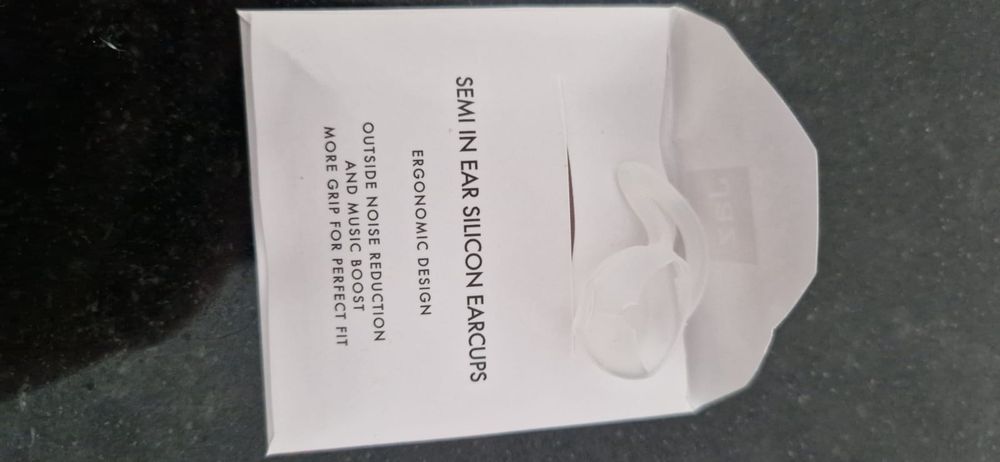 SEMI IN EAR SILICON EARCUPS
ERGONOMIC DESIGN
OUTSIDE NOISE REDUCTION
AND MUSIC BOOST
MORE GRIP FOR PERFECT FIT